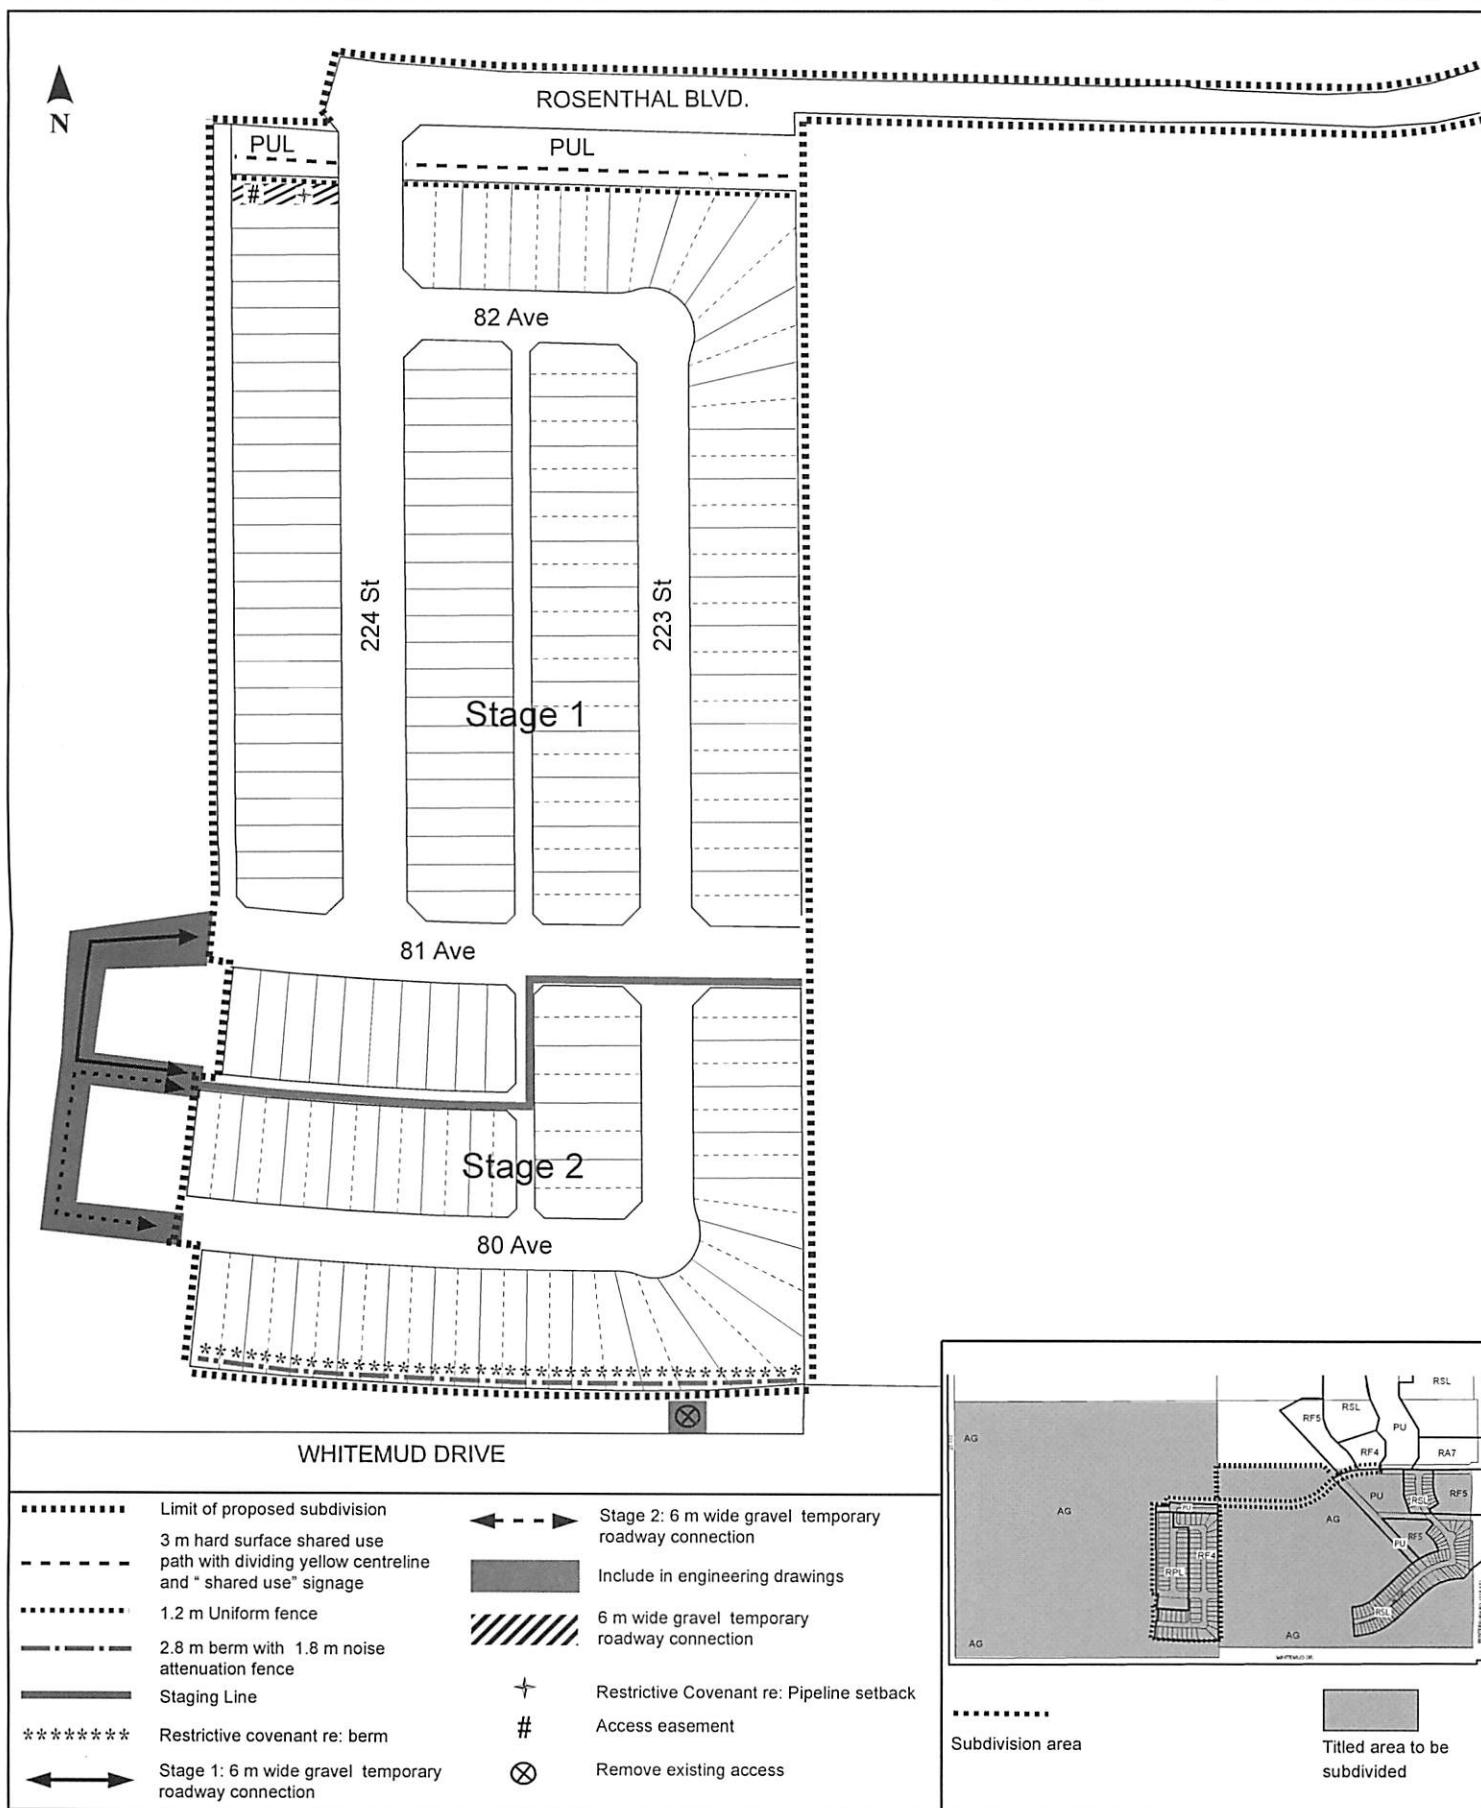 ROSENTHAL BLVD.
N
PUL
PUL
#
82 Ave
224 St
223 St
Stage 1
81 Ave
Stage 2
80 Ave
*****************************************
WHITEMUD DRIVE
Limit of proposed subdivision
3 m hard surface shared use
path with dividing yellow centreline
and “ shared use” signage
1.2 m Uniform fence
2.8 m berm with 1.8 m noise
attenuation fence
Staging Line
******** Restrictive covenant re: berm
Stage 1: 6 m wide gravel temporary
roadway connection
Stage 2: 6 m wide gravel temporary
roadway connection
Include in engineering drawings
6 m wide gravel temporary
roadway connection
Restrictive Covenant re: Pipeline setback
# Access easement
Remove existing access
RSL
RSL
RF5
PU
AG
RF4
RA7
PU
RSL
RF5
AG
PU
AG
RF5
PU
RF4
RPL
RSL
AG
AG
WHITEMUD DR
Subdivision area
Titled area to be
subdivided